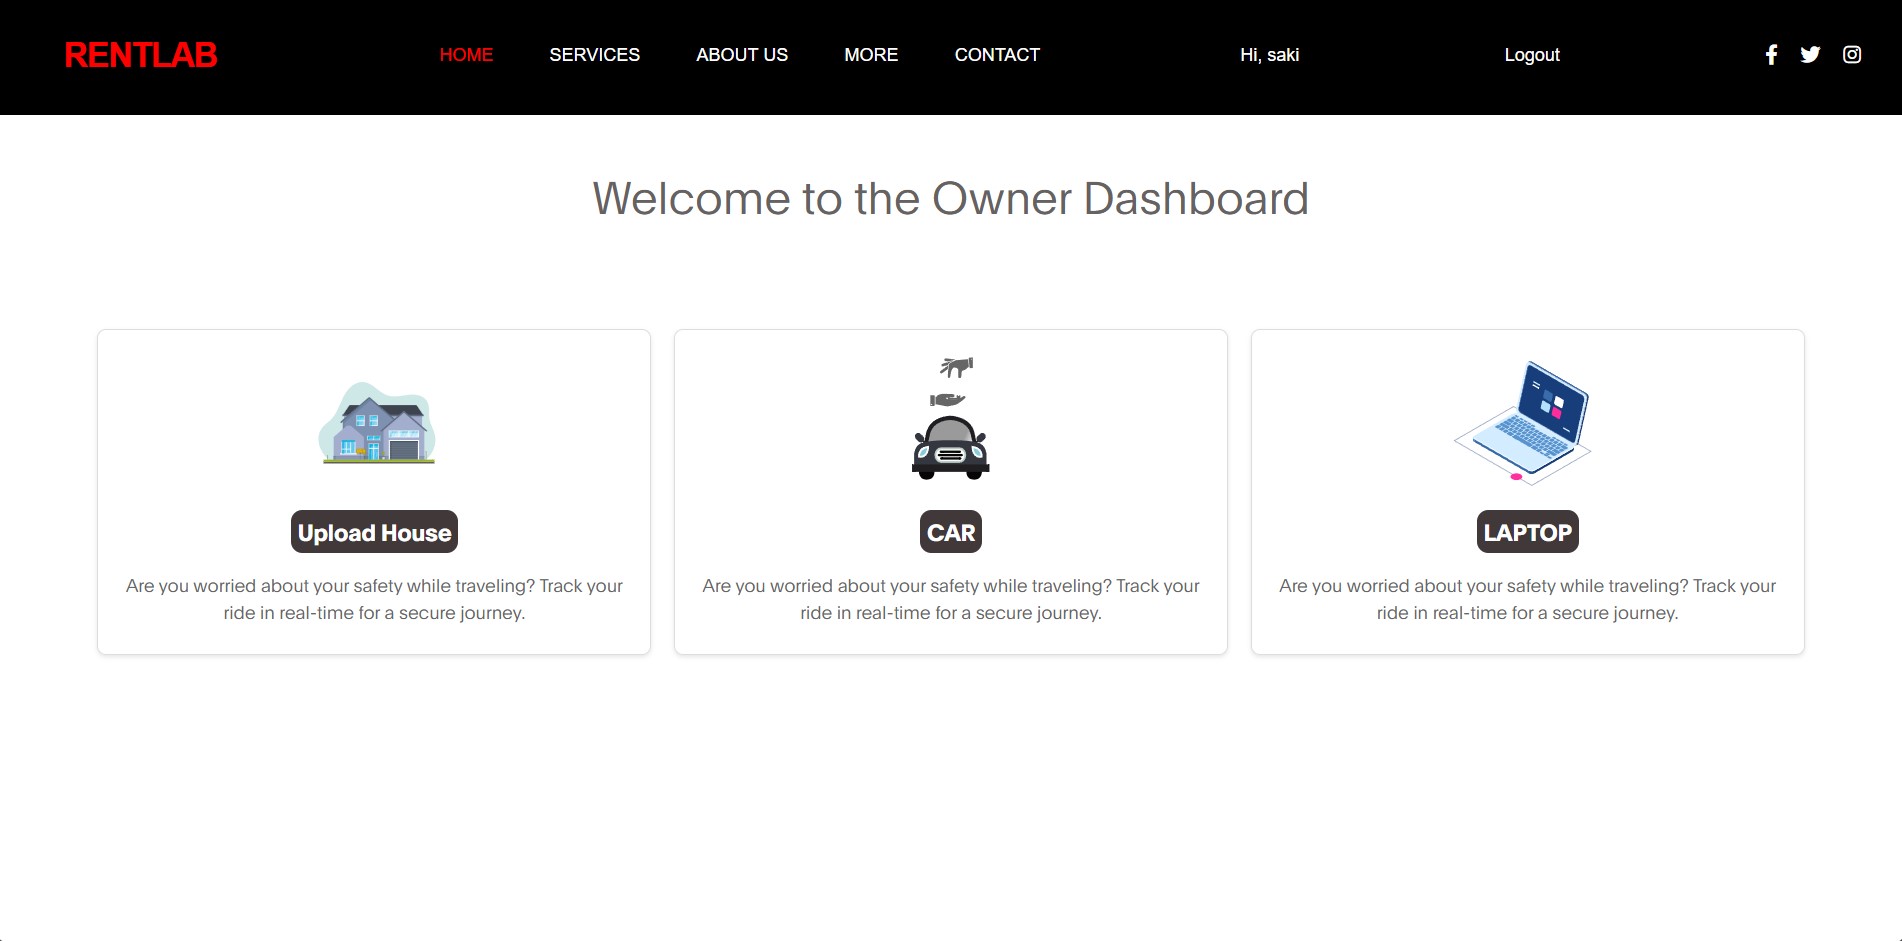 RENTLAB HOME SERVICES ABOUT US MORE CONTACT Hi, saki Logout
Welcome to the Owner Dashboard
Upload House
Are you worried about your safety while traveling? Track your
ride in real-time for a secure journey.
CAR
Are you worried about your safety while traveling? Track your
ride in real-time for a secure journey.
LAPTOP
Are you worried about your safety while traveling? Track your
ride in real-time for a secure journey.